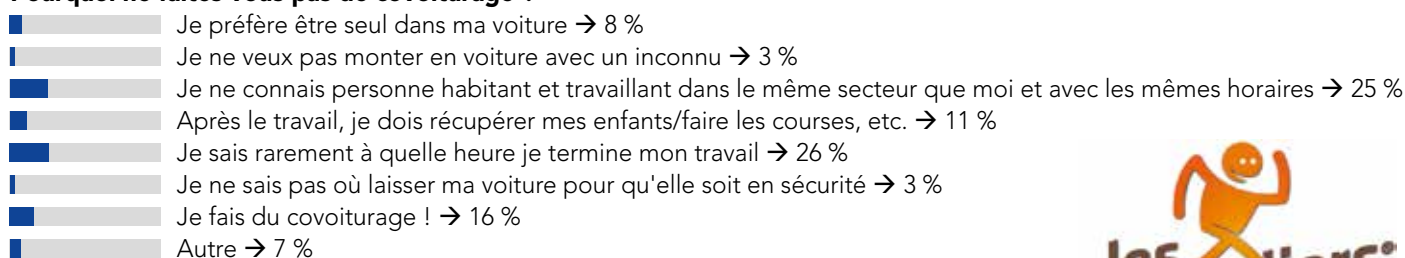 Je préfère être seul dans ma voiture → 8 %
Je ne veux pas monter en voiture avec un inconnu → 3 %
Je ne connais personne habitant et travaillant dans le même secteur que moi et avec les mêmes horaires → 25 %
Après le travail, je dois récupérer mes enfants/faire les courses, etc. → 11 %
Je sais rarement à quelle heure je termine mon travail → 26 %
Je ne sais pas où laisser ma voiture pour qu'elle soit en sécurité → 3 %
Je fais du covoiturage ! → 16 %
Autre → 7 %